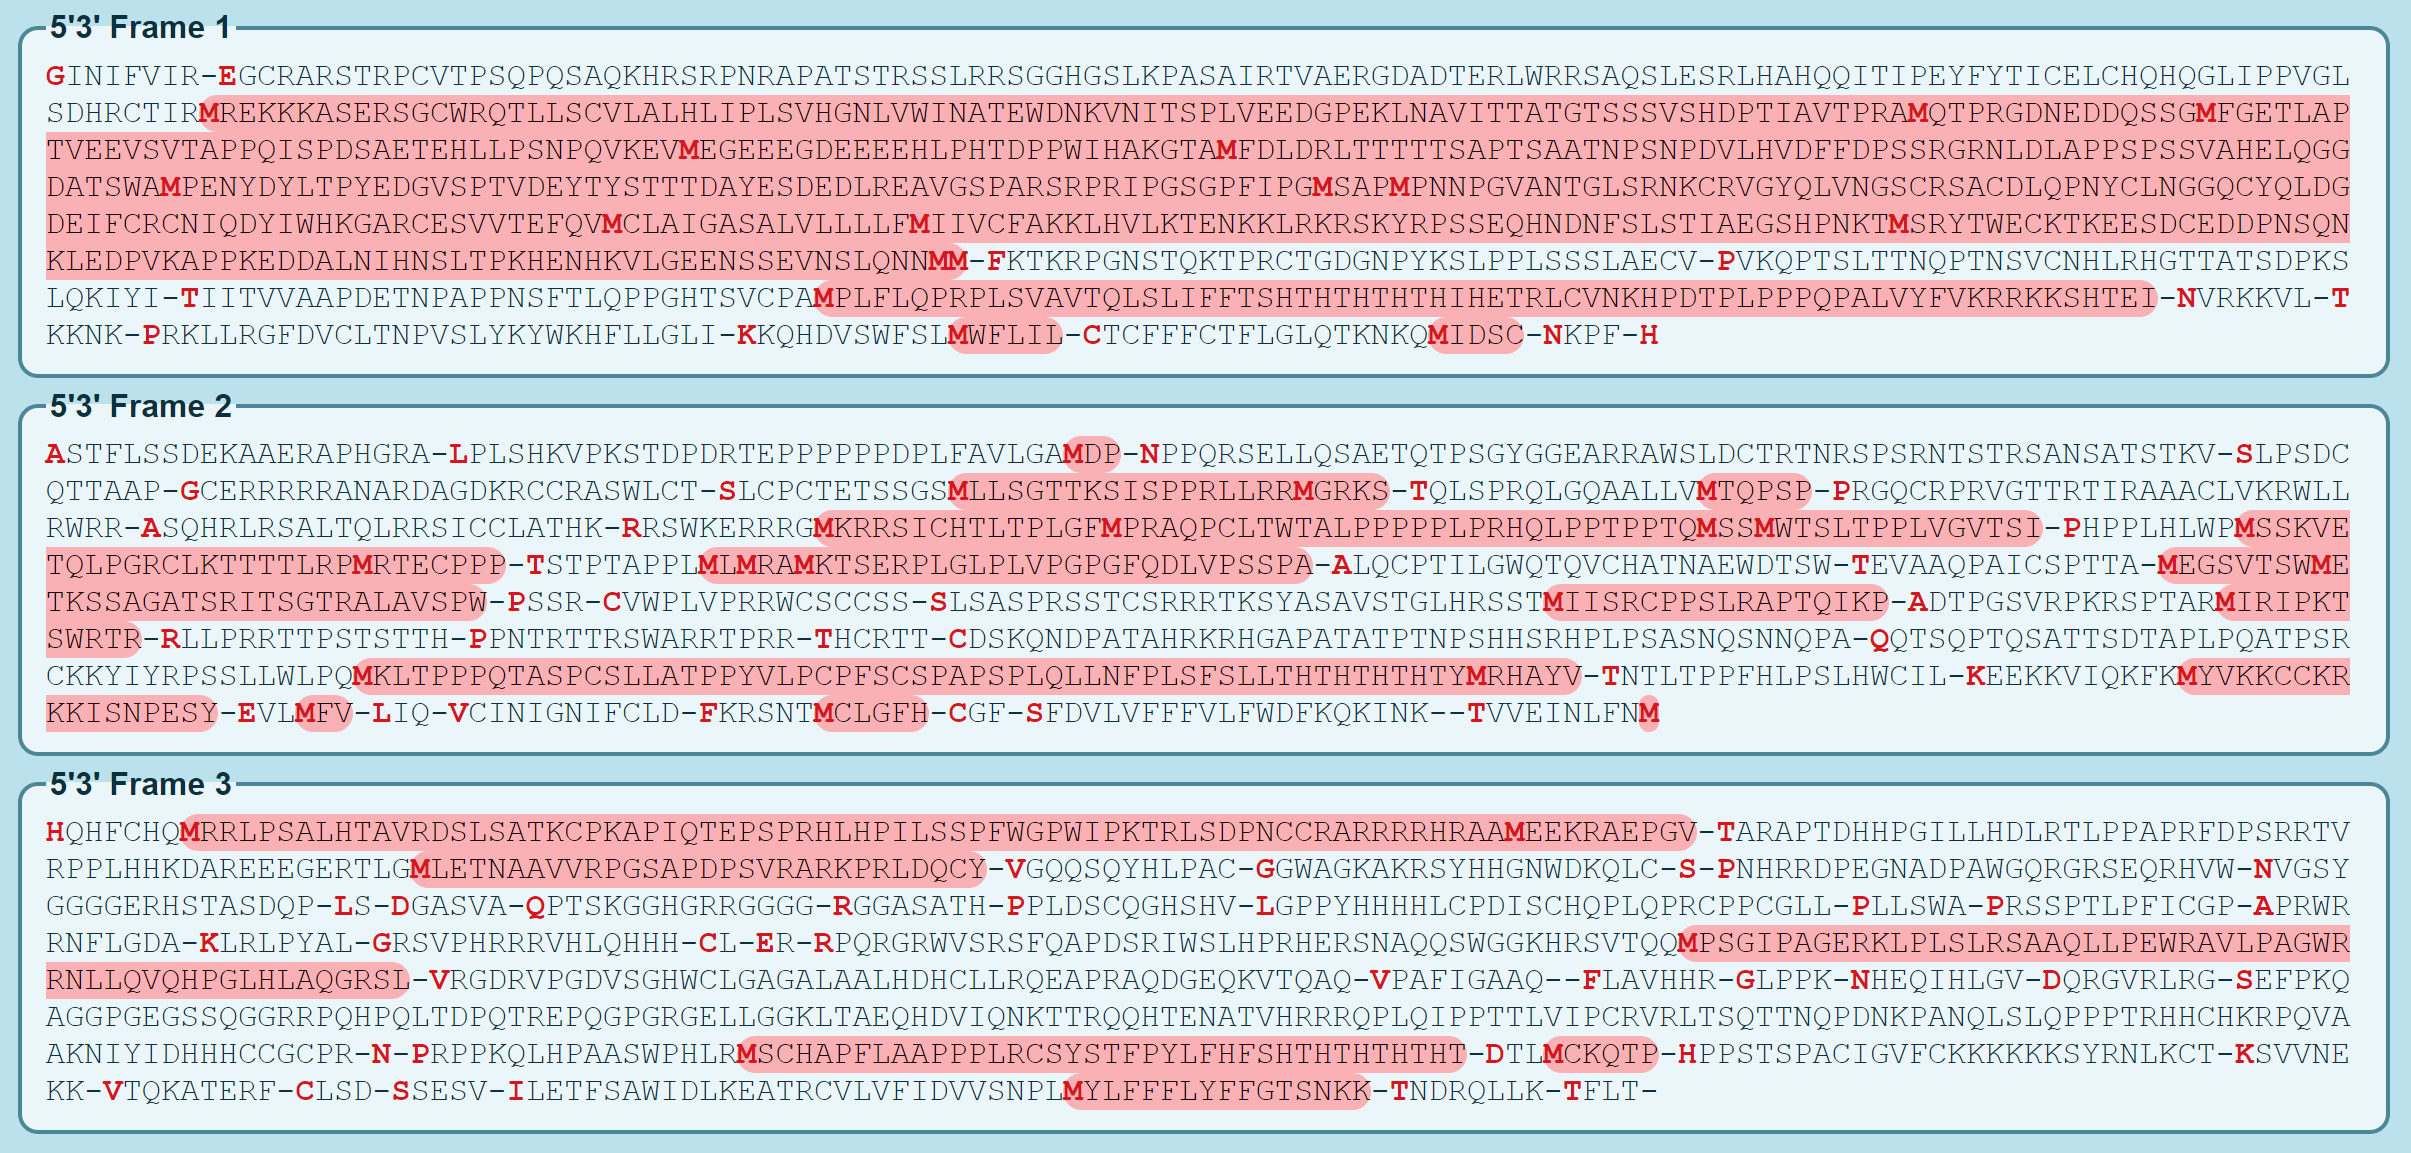 5'3' Frame 1
GINIFVIR-EGCRARSTRPCVTPSQPQSAQKHRSRPNRAPATSTRSSLRRSGGHGSLKPASAIRTVAERGDADTERLWRRSAQSLESRLHAHQQITIPEYFYTICELCHQHQGLIPPVGL
SDHRCTIRMREKKKASERSGCWRQTLLSCVLALHLIPLSVHGNLVWINATEWDNKVNITSPLVEEDGPEKLNAVITTATGTSSSVSHDPTIAVTPRAMQTPRGDNEDDQSSGMFGETLAP
TVEEVSVTAPPQISPDSAETEHLLPSNPQVKEVMEGEEEGDEEEEHLPHTDPPWIHAKGTAMFDLDRLTTTTTSAPTSAATNPSNPDVLHVDFFDPSSRGRNLDLAPPSPSSVAHELQGG
DATSWAMPENYDYLTPYEDGVSPTVDEYTYSTTTDAYESDEDLREAVGSPARSRPRIPGSGPFIPGMSAPMPNNPGVANTGLSRNKCRVGYQLVNGSCRSACDLQPNYCLNGGQCYQLDG
DEIFCRCNIQDYIWHKGARCESVVTEFQVMCLAIGASALVLLLLFMIIVCFAKKLHVLKTENKKLRKRSKYRPSSEQHNDNFSLSTIAEGSHPNKTMSRYTWECKTKEESDCEDDPNSQN
KLEDPVKAPPKEDDALNIHNSLTPKHENHKVLGEENSSEVNSLQNNMM-FKTKRPGNSTQKTPRCTGDGNPYKSLPPLSSSLAECV-PVKQPTSLTTNQPTNSVCNHLRHGTTATSDPKS
LQKIYI-TIITVVAAPDETNPAPPNSFTLQPPGHTSVCPAMPLFLQPRPLSVAVTQLSLIFFTSHTHTHTHTHIHETRLCVNKHPDTPLPPPQPALVYFVKRRKKSHTEI-NVRKKVL-T
KKNK-PRKLLRGFDVCLTNPVSLYKYWKHFLLGLI-KKQHDVSWFSLMWFLIL-CTCFFFCTFLGLQTKNKQMIDSC-NKPF-H
5'3' Frame 2
ASTFLSSDEKAAERAPHGRA-LPLSHKVPKSTDPDRTEPPPPPPDPLFAVLGAMDP-NPPQRSELLQSAETQTPSGYGGEARRAWSLDCTRTNRSPSRNTSTRSANSATSTKV-SLPSDC
QTTAAP-GCERRRRRANARDAGDKRCCRASWLCT-SLCPCTETSSGSMLLSGTTKSISPPRLLRRMGRKS-TQLSPRQLGQAALLVMTQPSP-PRGQCRPRVGTTRTIRAAACLVKRWLL
RWRR-ASQHRLRSALTQLRRSICCLATHK-RRSWKERRRGMKRRSICHTLTPLGFMPRAQPCLTWTALPPPPPLPRHQLPPTPPTQMSSMWTSLTPPLVGVTSI-PHPPLHLWPMSSKVE
TQLPGRCLKTTTTLRPMRTECPPP-TSTPTAPPLMLMRAMKTSERPLGLPLVPGPGFQDLVPSSPA-ALQCPTILGWQTQVCHATNAEWDTSW-TEVAAQPAICSPTTA-MEGSVTSWME
TKSSAGATSRITSGTRALAVSPW-PSSR-CVWPLVPRRWCSCCSS-SLSASPRSSTCSRRRTKSYASAVSTGLHRSSTMIISRCPPSLRAPTQIKP-ADTPGSVRPKRSPTARMIRIPKT
SWRTR-RLLPRRTTPSTSTTH-PPNTRTTRSWARRTPRR-THCRTT-CDSKQNDPATAHRKRHGAPATATPTNPSHHSRHPLPSASNQSNNQPA-QQTSQPTQSATTSDTAPLPQATPSR
CKKYIYRPSSLLWLPQMKLTPPPQTASPCSLLATPPYVLPCPFSCSPAPSPLQLLNFPLSFSLLTHTHTHTHTYMRHAYV-TNTLTPPFHLPSLHWCIL-KEEKKVIQKFKMYVKKCCKR
KKISNPESY-EVLMFV-LIQ-VCINIGNIFCLD-FKRSNTMCLGFH-CGF-SFDVLVFFFVLFWDFKQKINK--TVVEINLFNM
5'3' Frame 3
HQHFCHQMRRLPSALHTAVRDSLSATKCPKAPIQTEPSPRHLHPILSSPFWGPWIPKTRLSDPNCCRARRRRHRAAMEEKRAEPGV-TARAPTDHHPGILLHDLRTLPPAPRFDPSRRTV
RPPLHHKDAREEEGERTLGMLETNAAVVRPGSAPDPSVRARKPRLDQCY-VGQQSQYHLPAC-GGWAGKAKRSYHHGNWDKQLC-S-PNHRRDPEGNADPAWGQRGRSEQRHVW-NVGSY
GGGGERHSTASDQP-LS-DGASVA-QPTSKGGHGRRGGGG-RGGASATH-PPLDSCQGHSHV-LGPPYHHHHLCPDISCHQPLQPRCPPCGLL-PLLSWA-PRSSPTLPFICGP-APRWR
RNFLGDA-KLRLPYAL-GRSVPHRRRVHLQHHH-CL-ER-RPQRGRWVSRSFQAPDSRIWSLHPRHERSNAQQSWGGKHRSVTQQMPSGIPAGERKLPLSLRSAAQLLPEWRAVLPAGWR
RNLLQVQHPGLHLAQGRSL-VRGDRVPGDVSGHWCLGAGALAALHDHCLLRQEAPRAQDGEQKVTQAQ-VPAFIGAAQ--FLAVHHR-GLPPK-NHEQIHLGV-DQRGVRLRG-SEFPKQ
AGGPGEGSSQGGRRPQHPQLTDPQTREPQGPGRGELLGGKLTAEQHDVIQNKTTRQQHTENATVHRRRQPLQIPPTTLVIPCRVRLTSQTTNQPDNKPANQLSLQPPPTRHHCHKRPQVA
AKNIYIDHHHCCGCPR-N-PRPPKQLHPAASWPHLRMSCHAPFLAAPPPLRCSYSTFPYLFHFSHTHTHTHTHT-DTLMCKQTP-HPPSTSPACIGVFCKKKKKKSYRNLKCT-KSVVNE
KK-VTQKATERF-CLSD-SSESV-ILETFSAWIDLKEATRCVLVFIDVVSNPLMYLFFFLYFFGTSNKK-TNDRQLLK-TFLT-